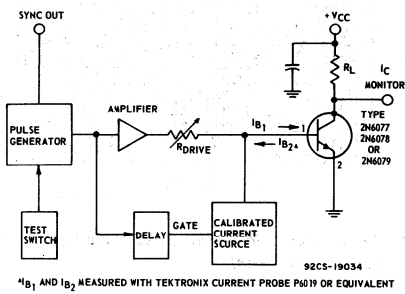 SYNC OUT
+ VCC
RL
IC
MONITOR
AMPLIFIER
PULSE
GENERATOR
RDRIVE
IB1
IB2▲
1
2
TYPE
2N6077
2N6078
OR
2N6079
TEST
SWITCH
DELAY
GATE
CALIBRATED
CURRENT
SOURCE
92CS-19034
▲IB1 AND IB2 MEASURED WITH TEKTRONIX CURRENT PROBE P6019 OR EQUIVALENT